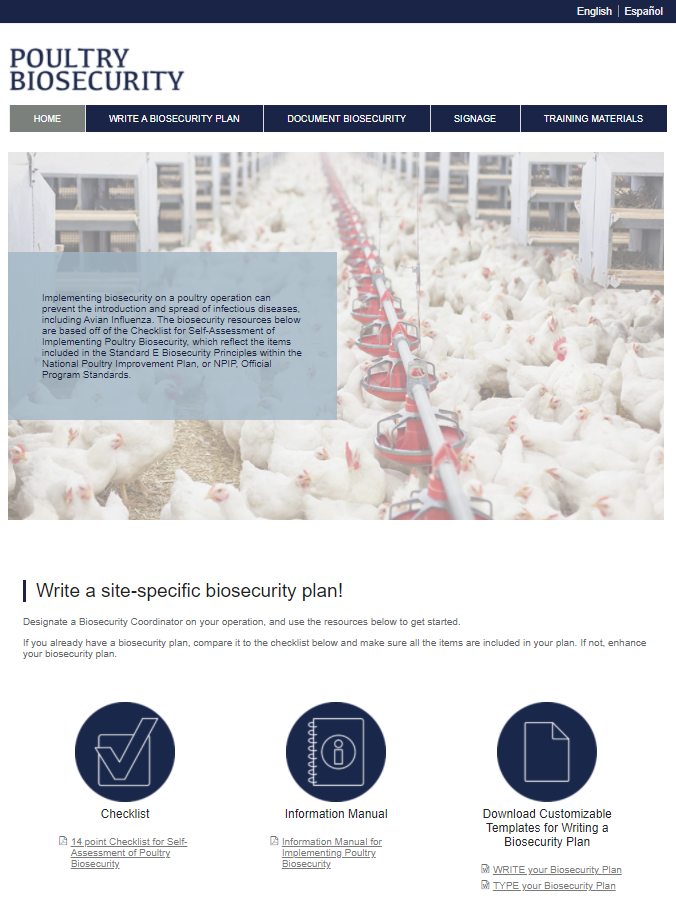 English | Español
POULTRY
BIOSECURITY
HOME
WRITE A BIOSECURITY PLAN
DOCUMENT BIOSECURITY
SIGNAGE
TRAINING MATERIALS
Implementing biosecurity on a poultry operation can
prevent the introduction and spread of infectious diseases,
including Avian Influenza. The biosecurity resources below
are based off of the Checklist for Self-Assessment of
Implementing Poultry Biosecurity, which reflect the items
included in the Standard E Biosecurity Principles within the
National Poultry Improvement Plan, or NPIP, Official
Program Standards.
Write a site-specific biosecurity plan!
Designate a Biosecurity Coordinator on your operation, and use the resources below to get started.
If you already have a biosecurity plan, compare it to the checklist below and make sure all the items are included in your plan. If not, enhance
your biosecurity plan.
Checklist
14 point Checklist for Self-
Assessment of Poultry
Biosecurity
Information Manual
Information Manual for
Implementing Poultry
Biosecurity
Download Customizable
Templates for Writing a
Biosecurity Plan
WRITE your Biosecurity Plan
TYPE your Biosecurity Plan